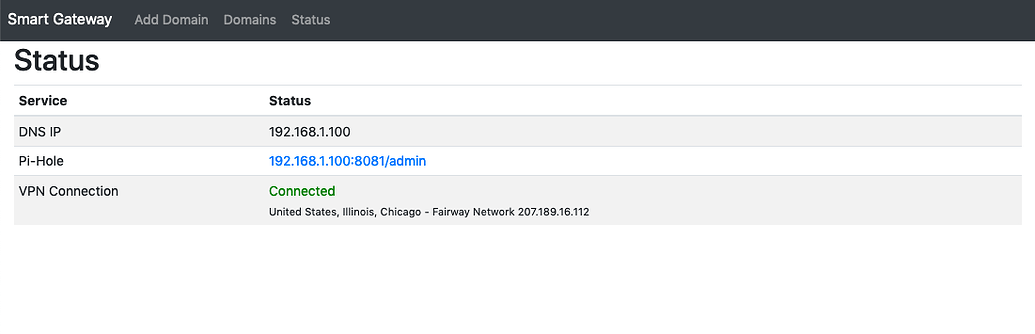 Smart Gateway Add Domain Domains Status
Status
Service Status
DNS IP 192.168.1.100
Pi-Hole 192.168.1.100:8081/admin
VPN Connection Connected
United States, Illinois, Chicago - Fairway Network 207.189.16.112